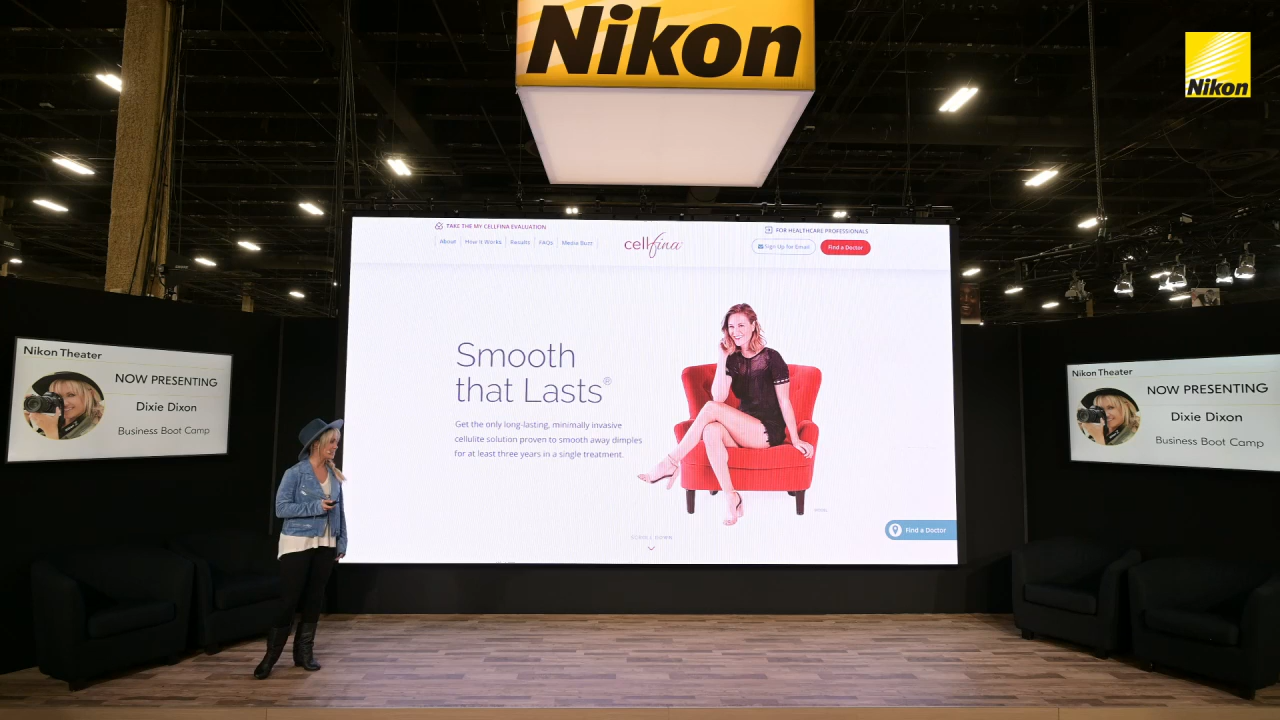 Nikon
Nikon
TAKE THE MY CELLFINA EVALUATION
FOR HEALTHCARE PROFESSIONALS
About
How It Works
Results
FAQs
Media Buzz
cellfina
Sign Up for Email
Find a Doctor
Smooth
that Lasts®
Get the only long-lasting, minimally invasive
cellulite solution proven to smooth away dimples
for at least three years in a single treatment.
SCROLL DOWN
Find a Doctor
Nikon Theater
NOW PRESENTING
Dixie Dixon
Business Boot Camp
Nikon Theater
NOW PRESENTING
Dixie Dixon
Business Boot Camp